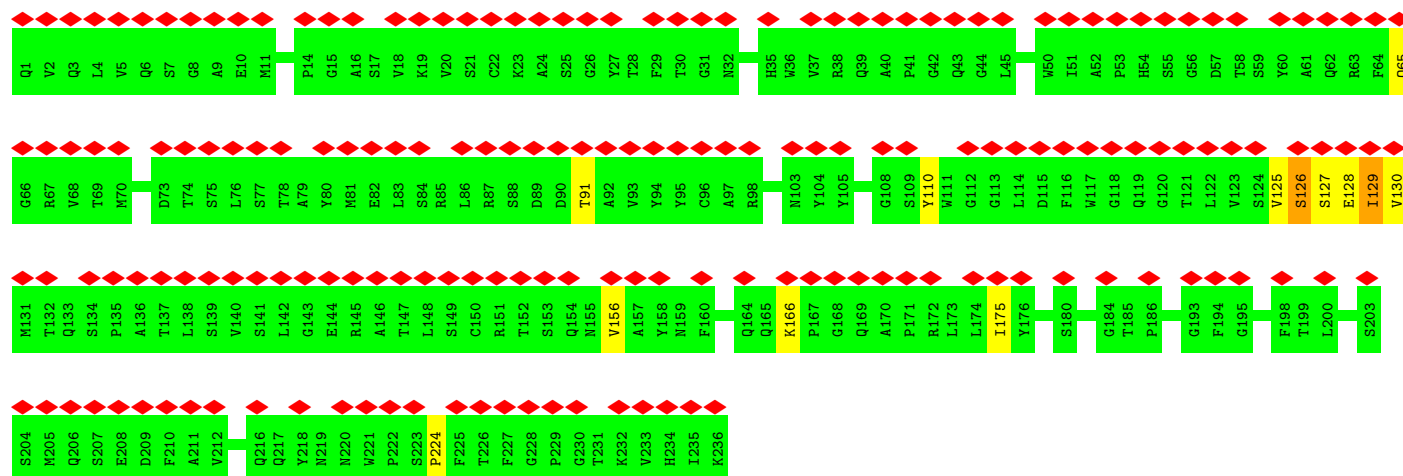 Q1 V2 Q3 L4 V5 Q6 S7 G8 A9 E10 M11 P14 G15 A16 S17 V18 K19 V20 S21 C22 K23 A24 S25 G26 Y27 T28 F29 T30 G31 N32 H35 W36 V37 R38 Q39 A40 P41 G42 Q43 G44 L45 W50 I51 A52 P53 H54 S55 G56 D57 T58 S59 Y60 A61 Q62 R63 F64 Q65
G66 R67 V68 T69 M70 D73 T74 S75 L76 S77 T78 A79 Y80 M81 E82 L83 S84 R85 L86 R87 S88 D89 D90 T91 A92 V93 Y94 Y95 C96 A97 R98 N103 Y104 Y105 G108 S109 Y110 W111 G112 G113 L114 D115 F116 W117 G118 Q119 G120 T121 L122 V123 S124 V125 S126 S127 E128 I129 V130
M131 T132 Q133 S134 P135 A136 T137 L138 S139 V140 S141 L142 G143 E144 R145 A146 T147 L148 S149 C150 R151 T152 S153 Q154 N155 V156 A157 Y158 N159 F160 Q164 Q165 K166 P167 G168 Q169 A170 P171 R172 L173 L174 I175 Y176 S180 G184 T185 P186 G193 F194 G195 F198 T199 L200 S203
S204 M205 Q206 S207 E208 D209 F210 A211 V212 Q216 Q217 Y218 N219 N220 W221 P222 S223 P224 F225 T226 F227 G228 P229 G230 T231 K232 V233 H234 I235 K236